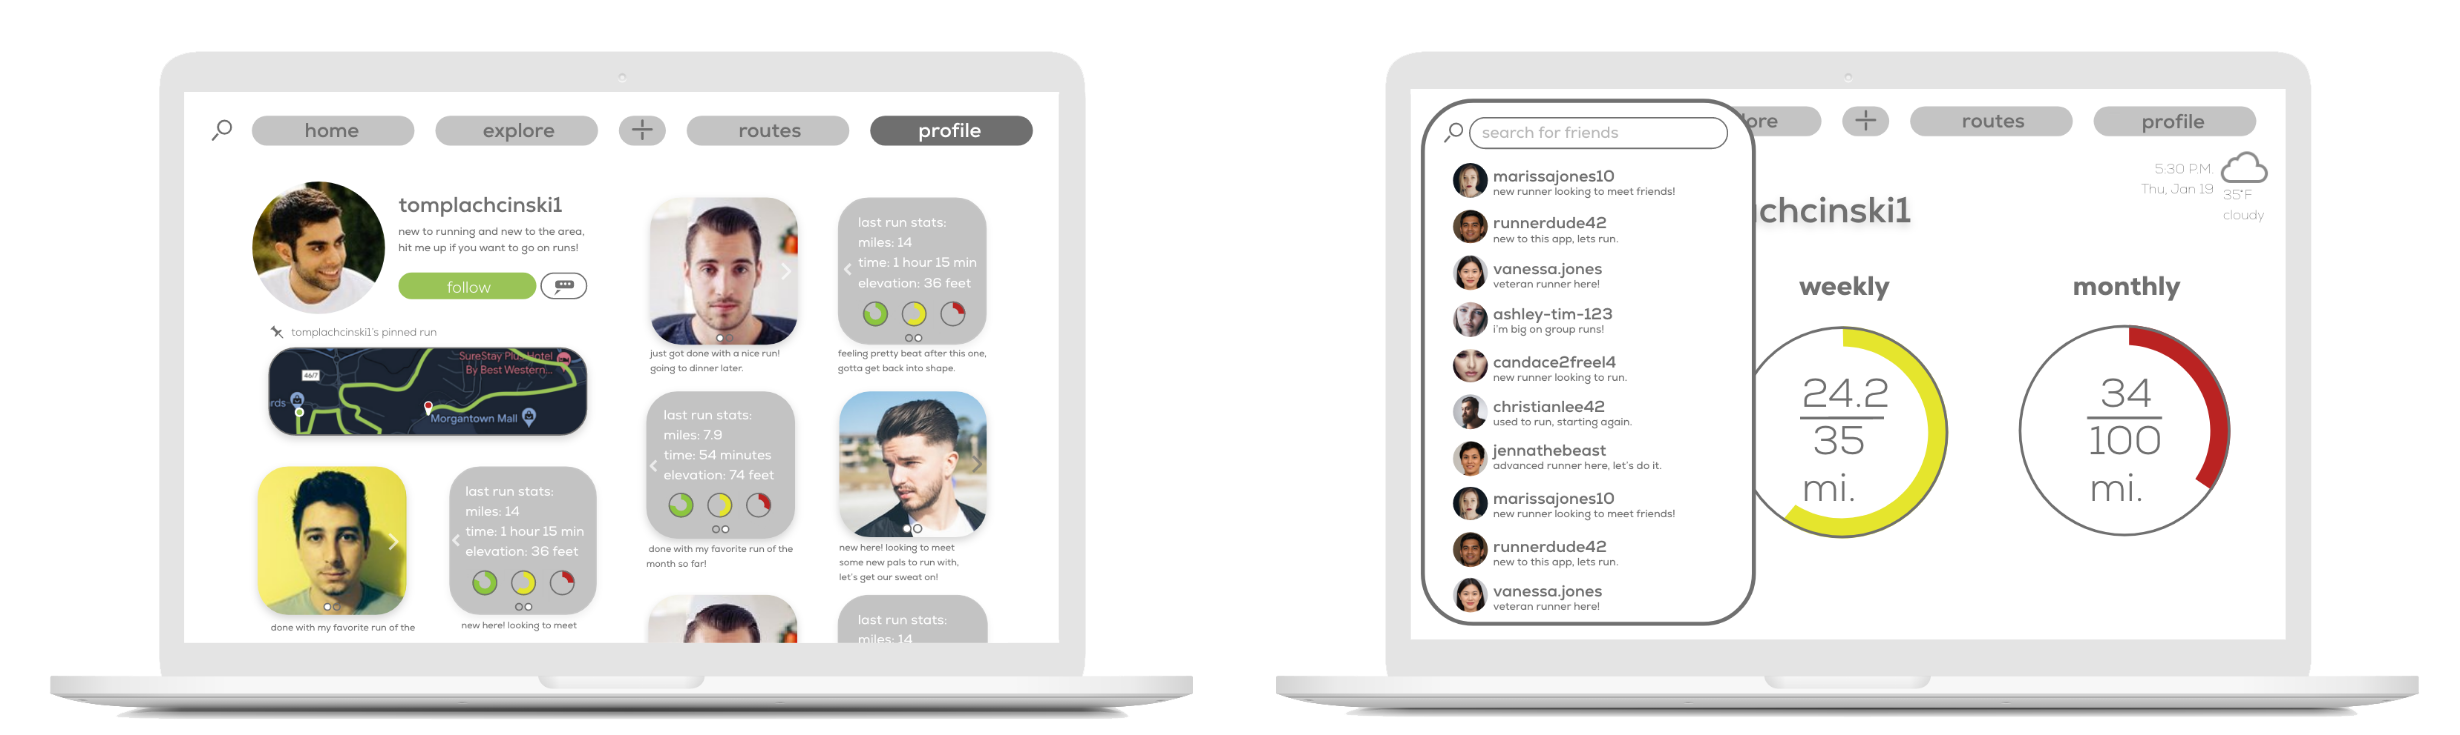 home
explore
routes
profile
tomplachcinski1
new to running and new to the area,
hit me up if you want to go on runs!
follow
tomplachcinski1's pinned run
SureStay Plus Hotel
By Best Western...
46/7
rds
Morgantown Mall
done with my favorite run of the
last run stats:
miles: 14
time: 1 hour 15 min
elevation: 36 feet
new here! looking to meet
just got done with a nice run!
going to dinner later.
last run stats:
miles: 14
time: 1 hour 15 min
elevation: 36 feet
feeling pretty beat after this one,
gotta get back into shape.
last run stats:
miles: 7.9
time: 54 minutes
elevation: 74 feet
done with my favorite run of the
month so far!
new here! looking to meet
some new pals to run with,
let's get our sweat on!
last run stats:
miles: 14
search for friends
marissajones10
new runner looking to meet friends!
runnerdude42
new to this app, lets run.
vanessa.jones
veteran runner here!
ashley-tim-123
i'm big on group runs!
candace2freel4
new runner looking to run.
christianlee42
used to run, starting again.
jennathebeast
advanced runner here, let's do it.
marissajones10
new runner looking to meet friends!
runnerdude42
new to this app, lets run.
vanessa.jones
veteran runner here!
lore
routes
profile
5:30 P.M.
Thu, Jan 19
35°F
cloudy
chcinski1
weekly
24.2
35
mi.
monthly
34
100
mi.